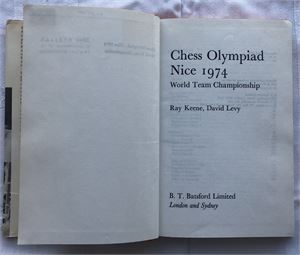 Chess Olympiad
Nice 1974
World Team Championship
Ray Keene, David Levy
B. T. Batsford Limited
London and Sydney